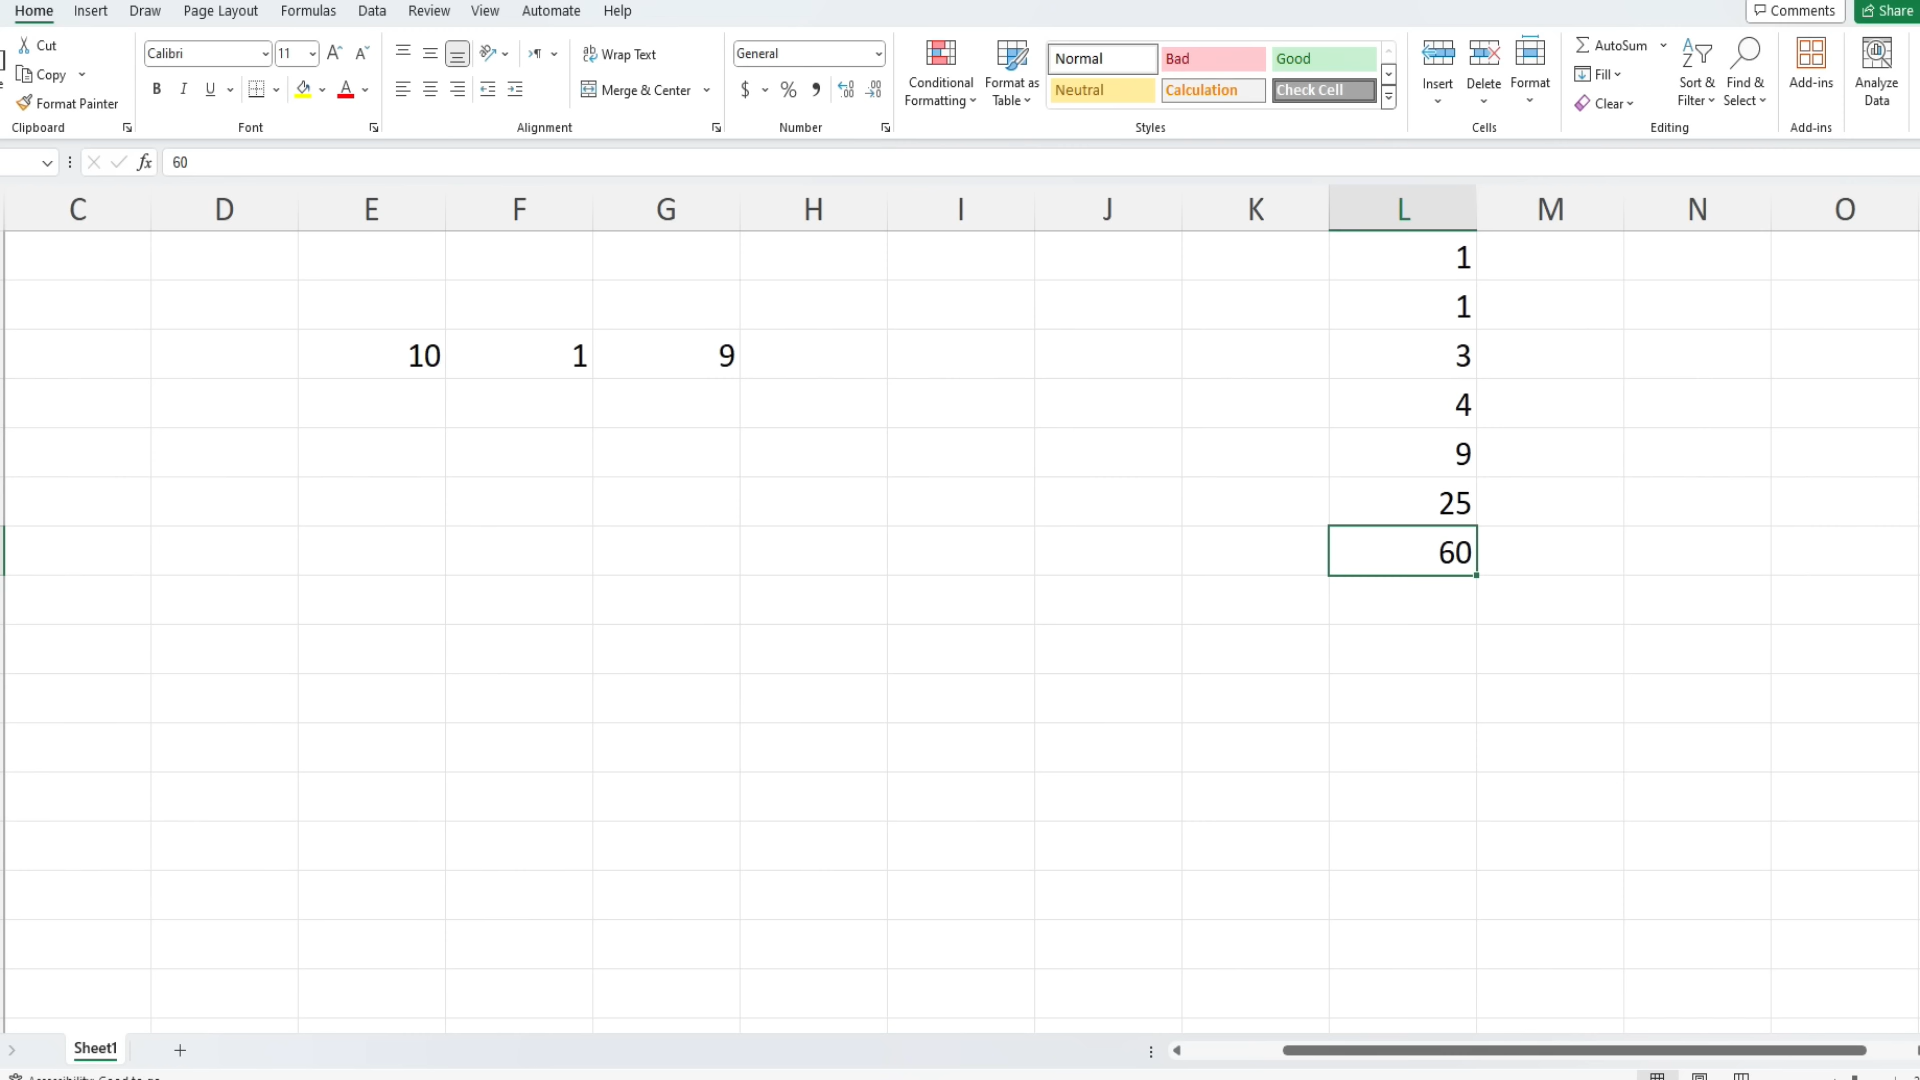 Home Insert Draw Page Layout Formulas Data Review View Automate Help Comments Share
Cut
Copy
Format Painter
Clipboard
Calibri 11 A A
B I U A
Font
Wrap Text
Merge & Center
Alignment
General
$ % , .00 .00
Number
Conditional Formatting
Format as Table
Normal Bad Good
Neutral Calculation Check Cell
Styles
Insert Delete Format
Cells
AutoSum
Fill
Clear
Sort & Filter
Find & Select
Editing
Add-ins
Add-ins
Analyze Data
fx 60
C D E F G H I J K L M N O
1
1
10 1 9 3
4
9
25
60
Sheet1